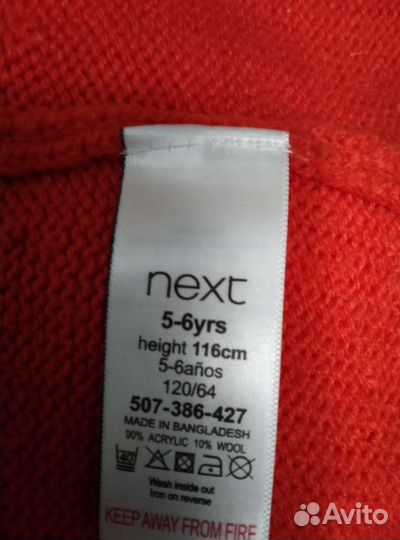 next
5-6yrs
height 116cm
5-6años
120/64
507-386-427
MADE IN BANGLADESH
90% ACRYLIC 10% WOOL
40
Wash inside out
Iron on reverse
KEEP AWAY FROM FIRE
Avito